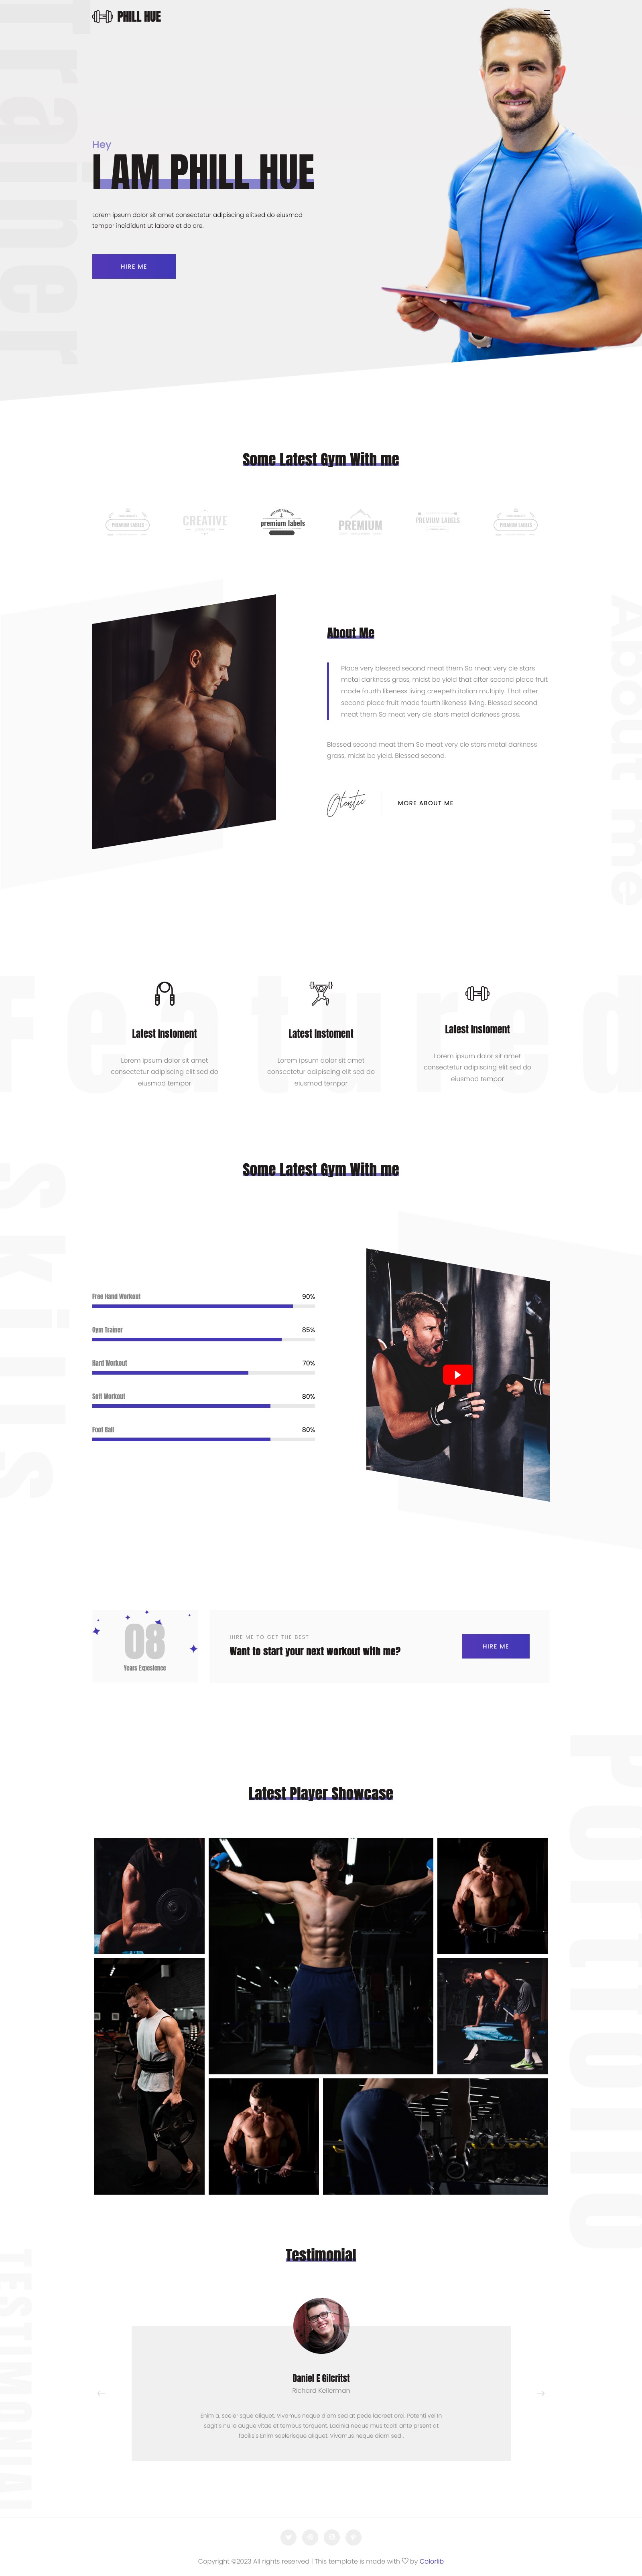 PHILL HUE
Trainer
Hey
I AM PHILL HUE
Lorem ipsum dolor sit amet consectetur adipiscing eiitsed do eiusmod
tempor incididunt ut labore et dolore.
HIRE ME
Some Latest Gym With me
PREMIUM LABELS
CREATIVE
premium labels
PREMIUM
PREMIUM LABELS
PREMIUM LABELS
About me
About Me
Place very blessed second meat them So meat very cle stars
metal darkness grass, midst be yield that after second place fruit
made fourth likeness living creepeth italian multiply. That after
second place fruit made fourth likeness living. Blessed second
meat them So meat very cle stars metal darkness grass.
Blessed second meat them So meat very cle stars metal darkness
grass, midst be yield. Blessed second.
MORE ABOUT ME
Featured
Latest Instoment
Lorem ipsum dolor sit amet
consectetur adipiscing elit sed do
eiusmod tempor
Latest Instoment
Lorem ipsum dolor sit amet
consectetur adipiscing elit sed do
eiusmod tempor
Latest Instoment
Lorem ipsum dolor sit amet
consectetur adipiscing elit sed do
eiusmod tempor
Skills
Some Latest Gym With me
Free Hand Workout 90%
Gym Trainer 85%
Hard Workout 70%
Soft Workout 80%
Foot Ball 80%
08
Years Expesience
HIRE ME TO GET THE BEST
Want to start your next workout with me?
HIRE ME
Portfolio
Latest Player Showcase
TESTIMONIAL
Testimonial
Daniel E Gilcritst
Richard Kellerman
Enim a, scelerisque aliquet. Vivamus neque diam sed at pede laoreet orci. Potenti vel in
sagitis nulla augue vitae et tempus torquent. Lacinia neque mus taciti ante prsent at
facilisis Enim scelerisque aliquet. Vivamus neque diam sed .
Copyright ©2023 All rights reserved | This template is made with by Colorlib